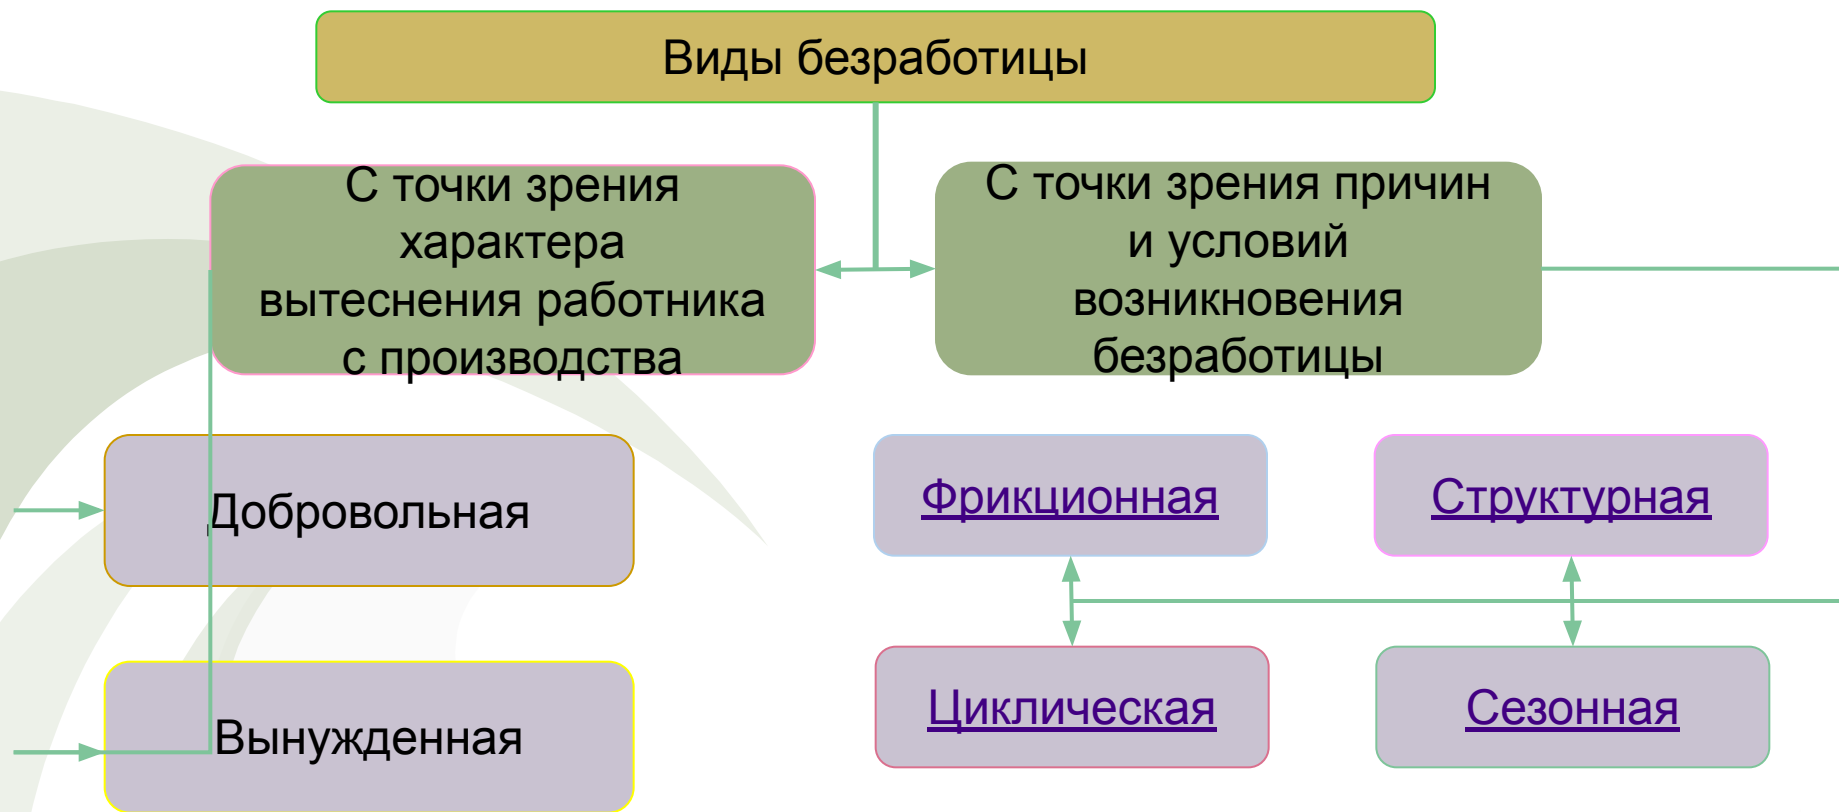 Виды безработицы
С точки зрения
характера
вытеснения работника
с производства
С точки зрения причин
и условий
возникновения
безработицы
Добровольная
Вынужденная
Фрикционная
Структурная
Циклическая
Сезонная